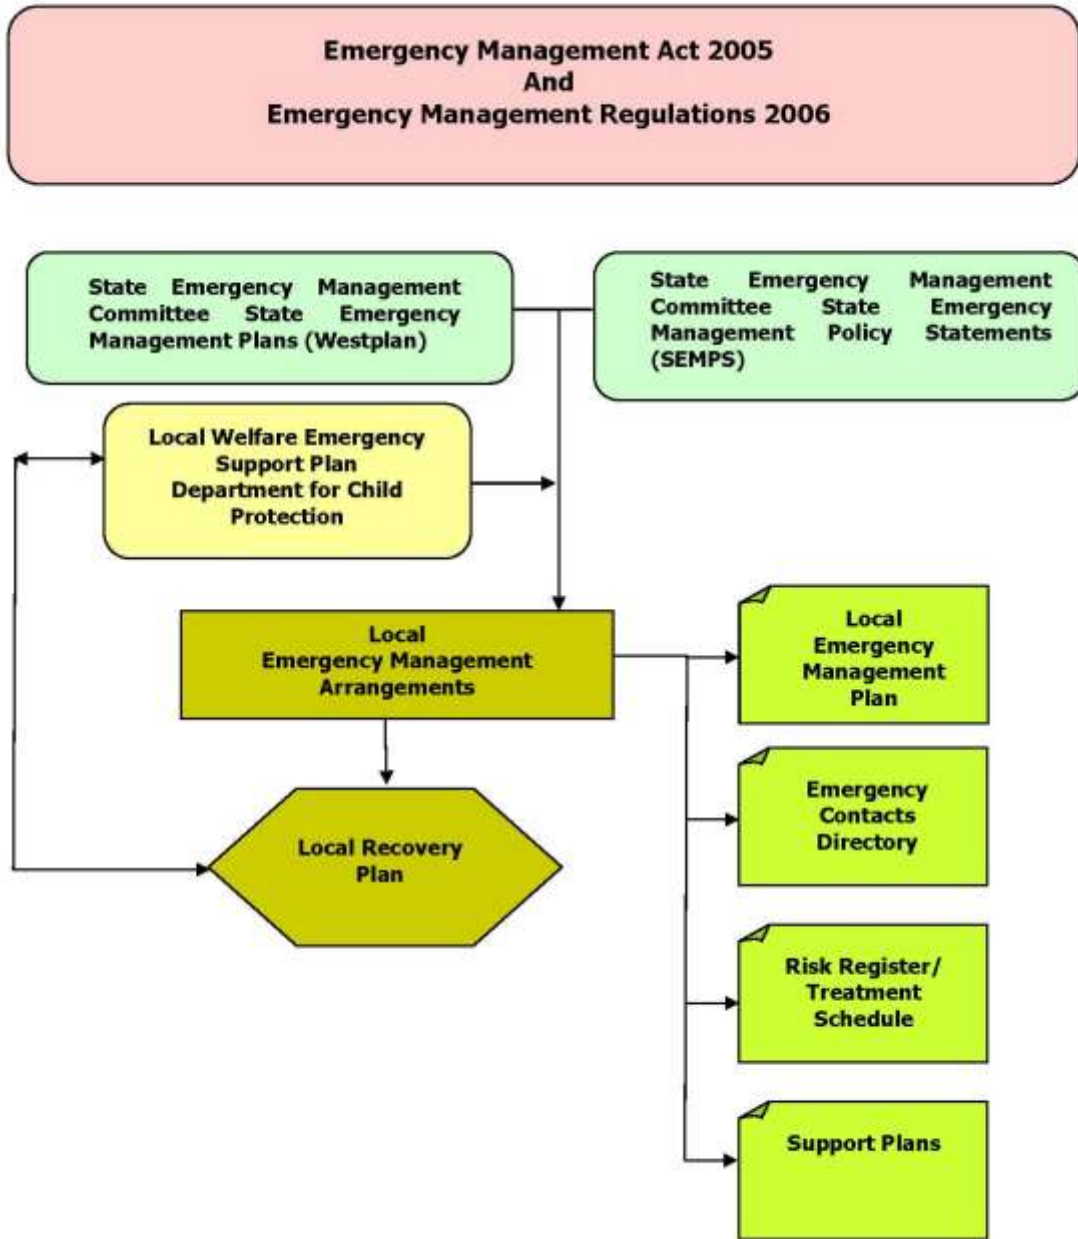 Emergency Management Act 2005
And
Emergency Management Regulations 2006
State Emergency Management
Committee State Emergency
Management Plans (Westplan)
State Emergency Management
Committee State Emergency
Management Policy Statements
(SEMPS)
Local Welfare Emergency
Support Plan
Department for Child
Protection
Local
Emergency Management
Arrangements
Local
Emergency
Management
Plan
Emergency
Contacts
Directory
Local Recovery
Plan
Risk Register/
Treatment
Schedule
Support Plans